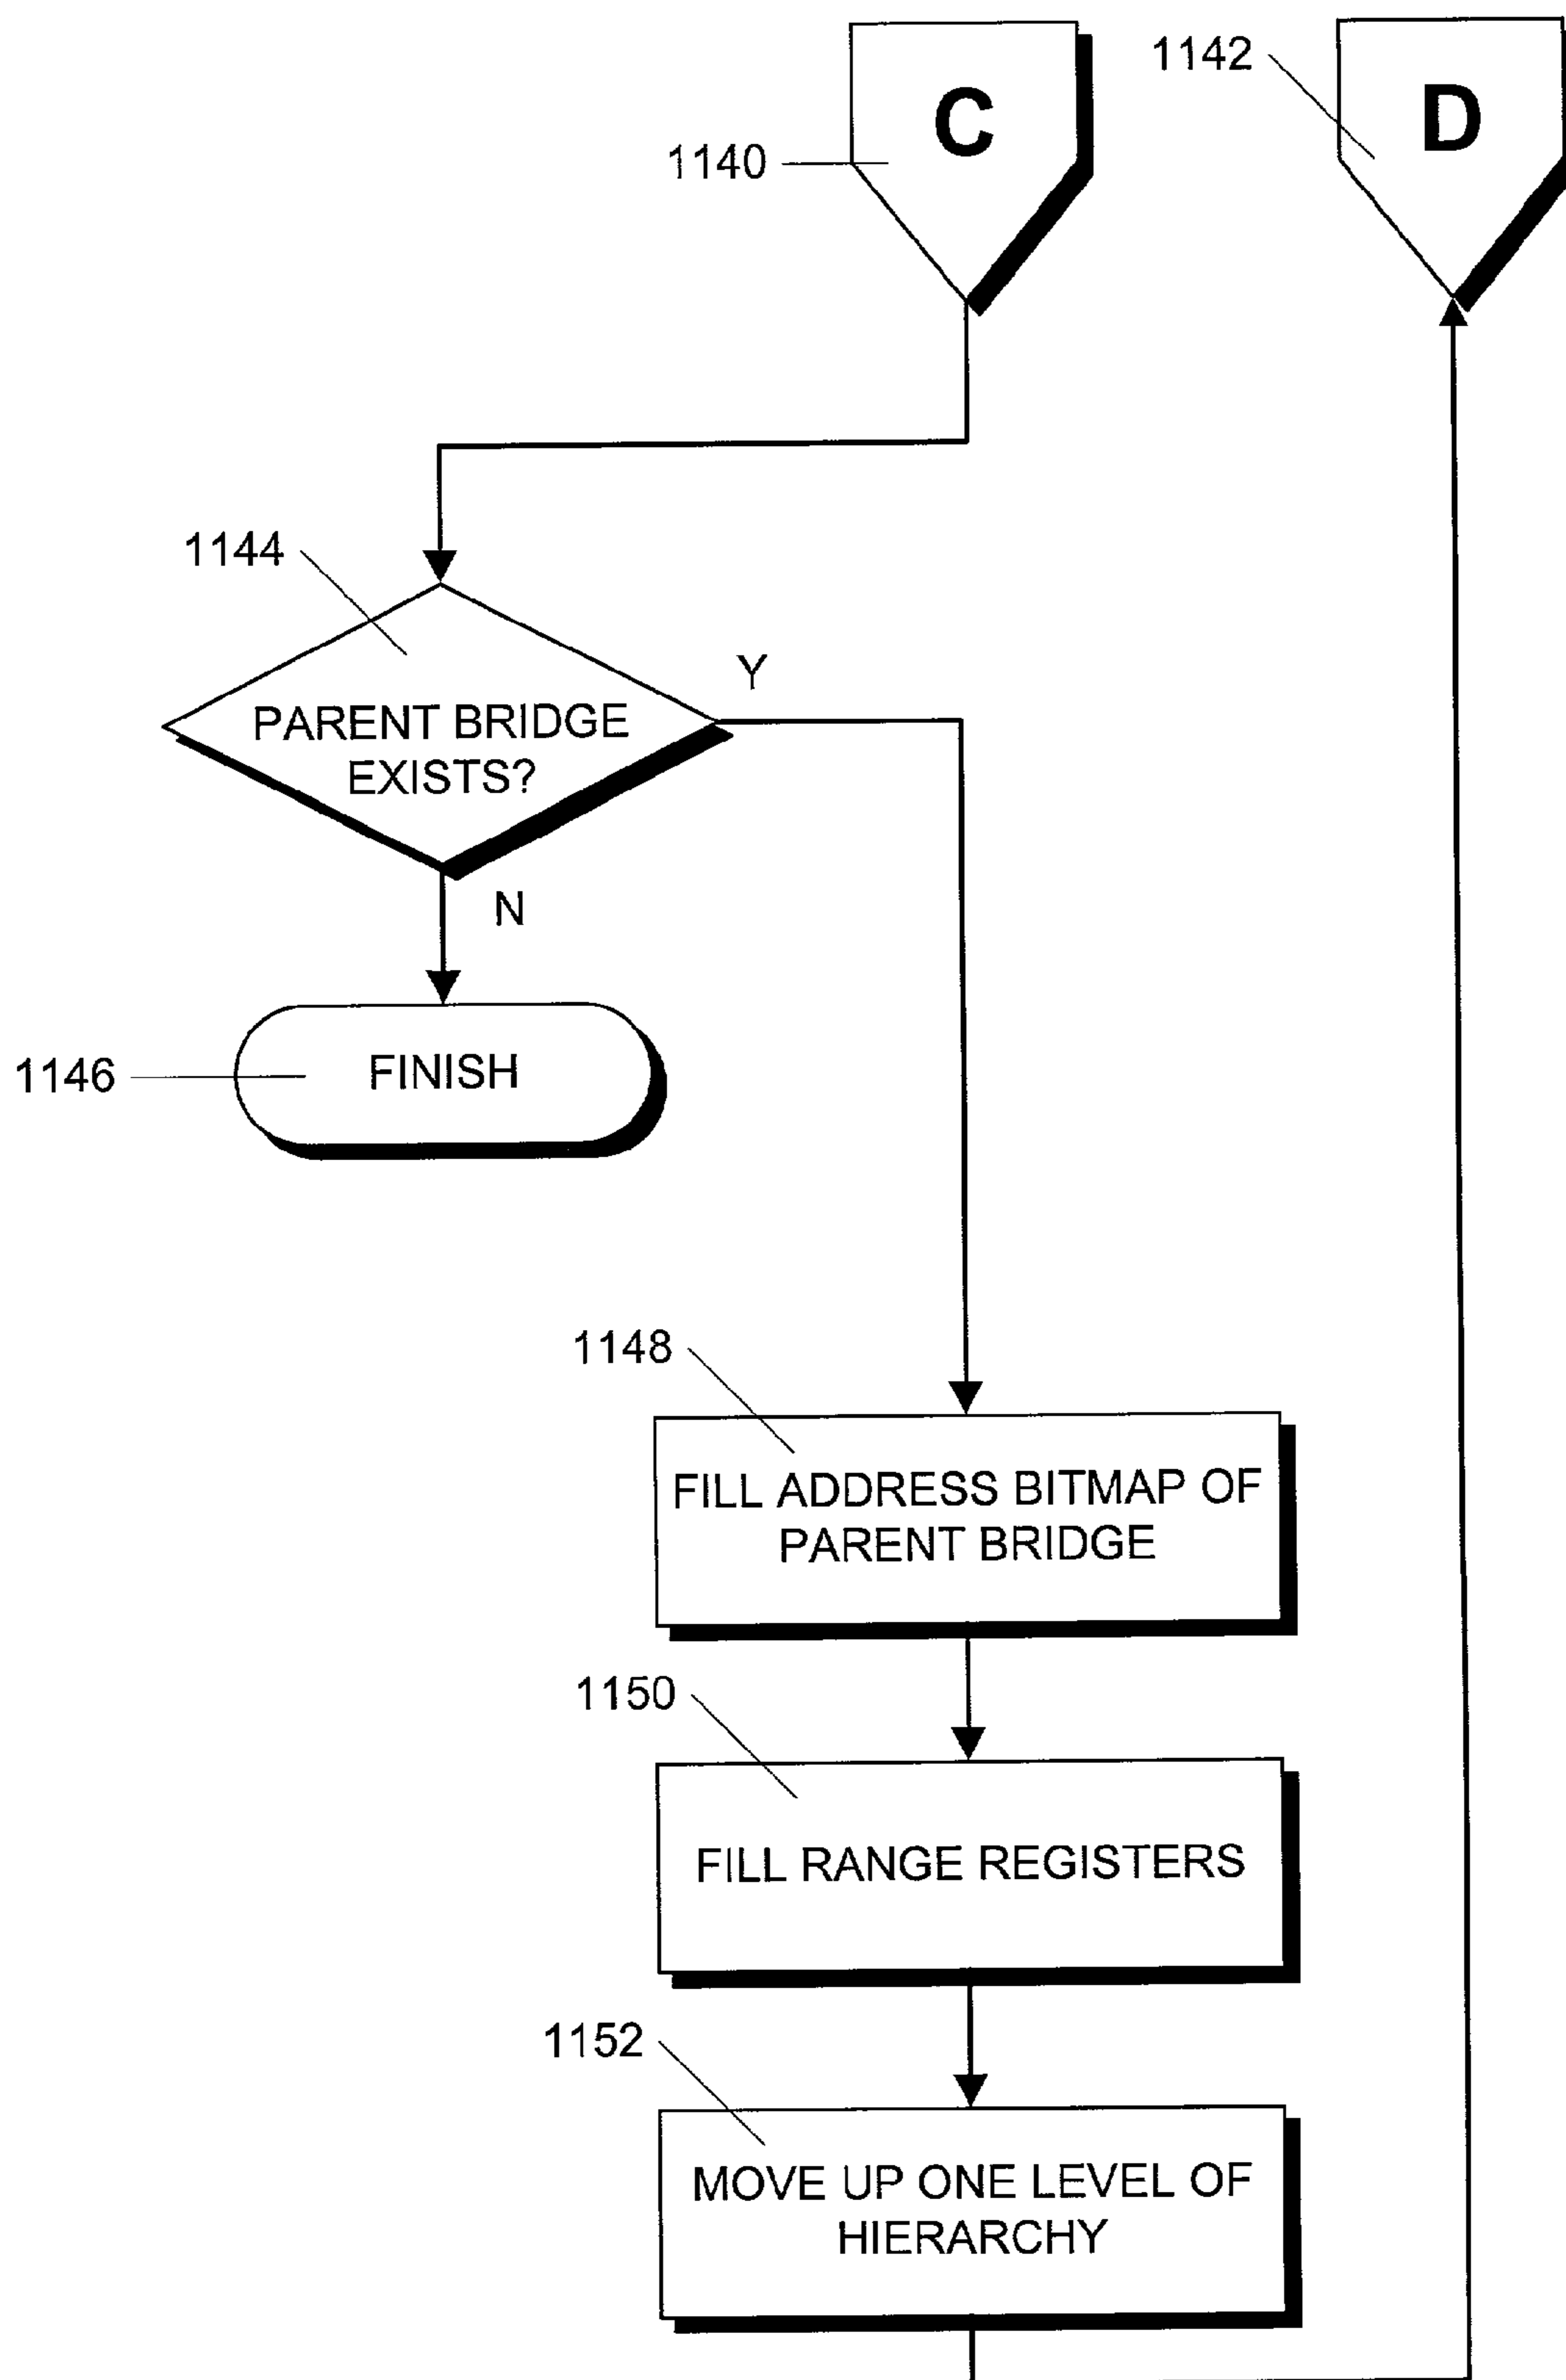 C
D
1142
1140
1144
Y
PARENT BRIDGE
EXISTS?
N
1146
FINISH
1148
FILL ADDRESS BITMAP OF
PARENT BRIDGE
1150
FILL RANGE REGISTERS
1152
MOVE UP ONE LEVEL OF
HIERARCHY